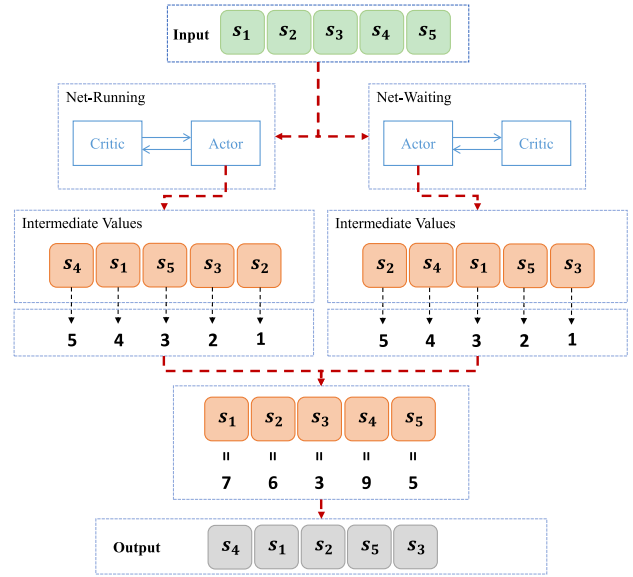 Input s1 s2 s3 s4 s5
Net-Running
Critic Actor
Net-Waiting
Actor Critic
Intermediate Values
s4 s1 s5 s3 s2
5 4 3 2 1
Intermediate Values
s2 s4 s1 s5 s3
5 4 3 2 1
s1 s2 s3 s4 s5
= = = = =
7 6 3 9 5
Output s4 s1 s2 s5 s3